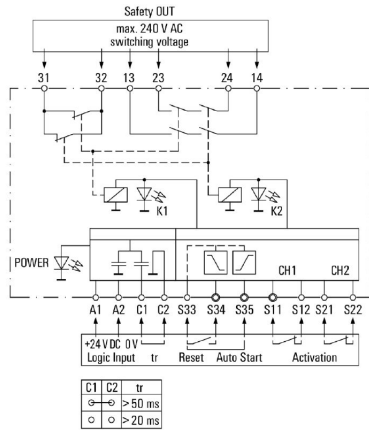 Safety OUT
max. 240 V AC
switching voltage
31 32 13 23 24 14
K1 K2
POWER
CH1 CH2
A1 A2 C1 C2 S33 S34 S35 S11 S12 S21 S22
+24 V DC 0 V
Logic Input tr Reset Auto Start Activation
C1 C2 tr
> 50 ms
> 20 ms